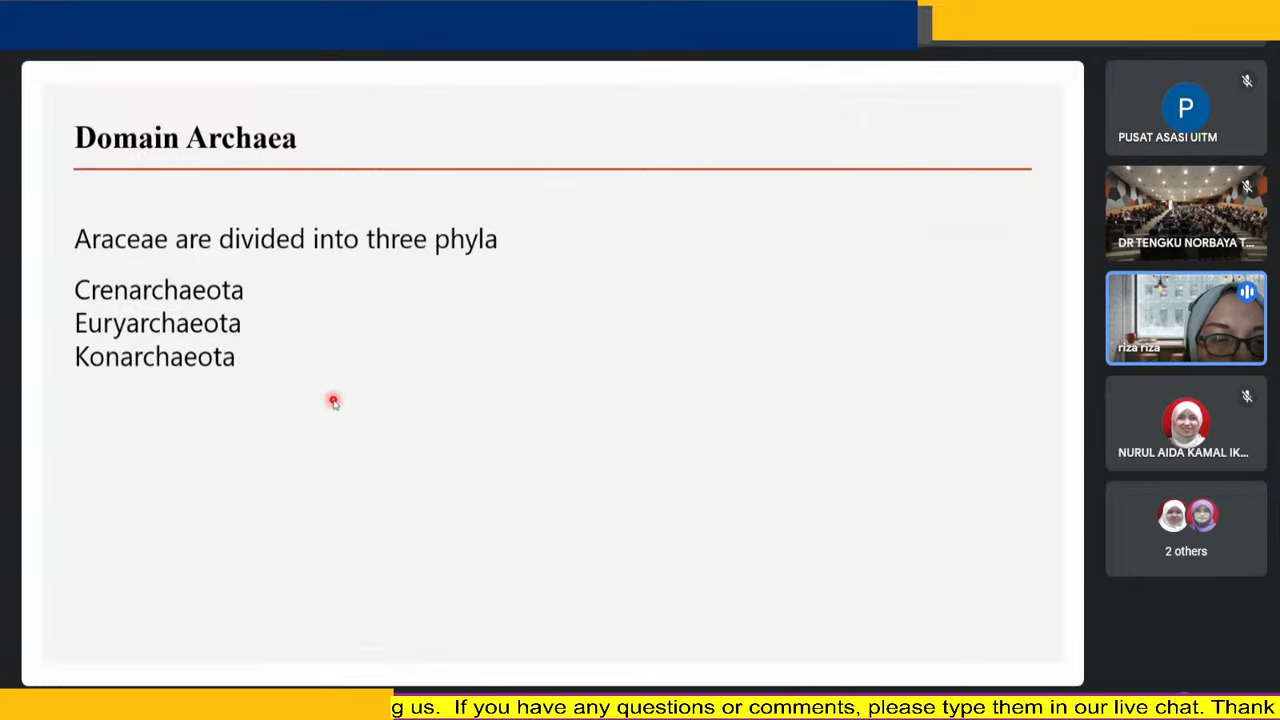 Domain Archaea
Araceae are divided into three phyla
Crenarchaeota
Euryarchaeota
Konarchaeota
P
PUSAT ASASI UITM
DR TENGKU NORBAYA T...
riza riza
NURUL AIDA KAMAL IK...
2 others
g us. If you have any questions or comments, please type them in our live chat. Thank